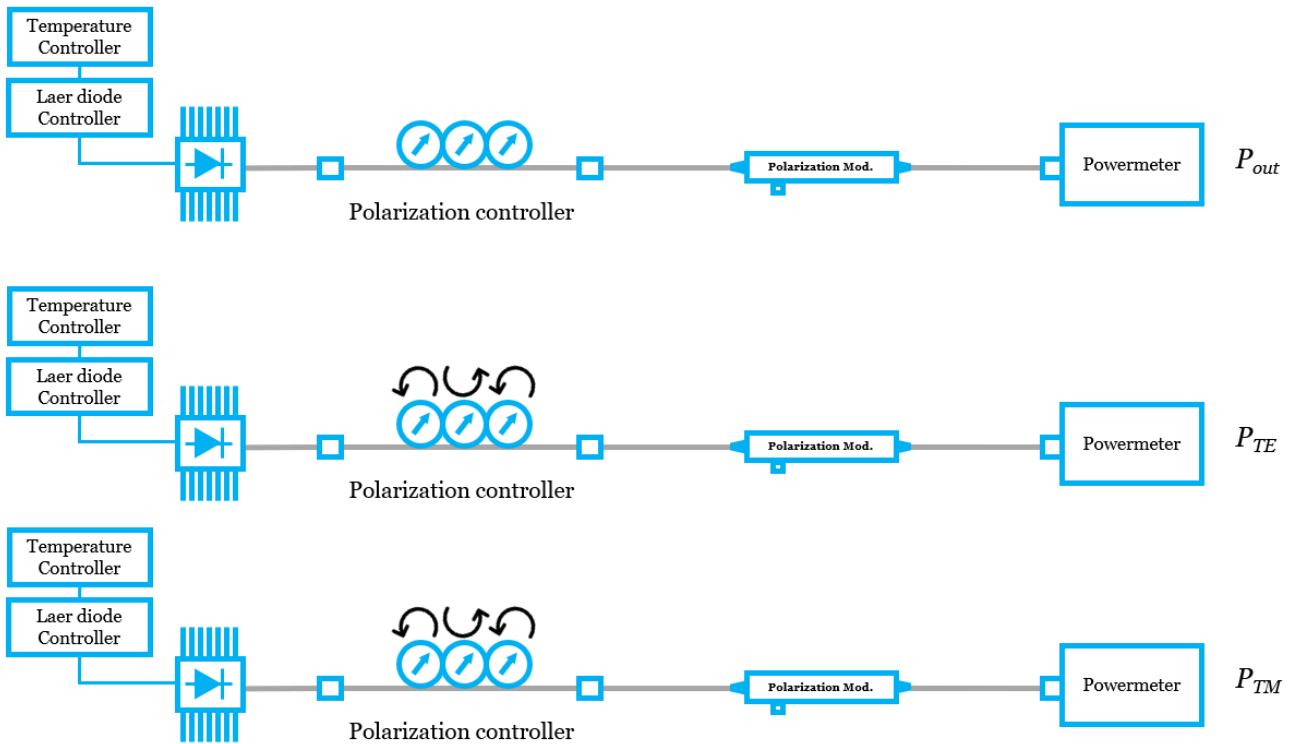 Temperature
Controller
Laer diode
Controller
Polarization controller
Polarization Mod.
Powermeter
P_out
Temperature
Controller
Laer diode
Controller
Polarization controller
Polarization Mod.
Powermeter
P_TE
Temperature
Controller
Laer diode
Controller
Polarization controller
Polarization Mod.
Powermeter
P_TM